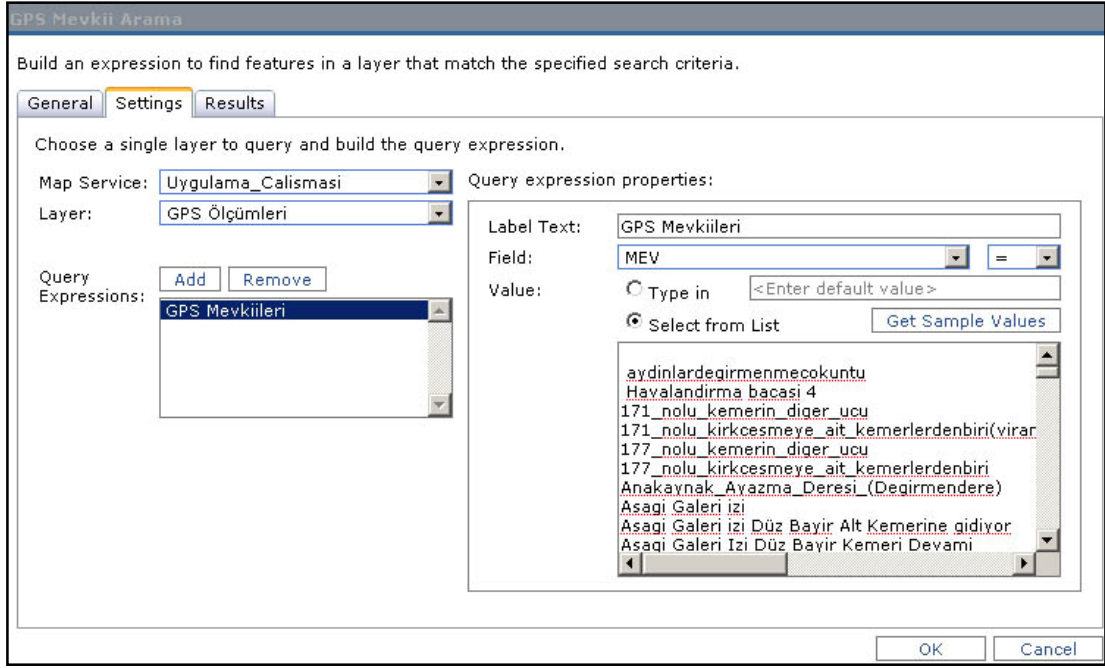 GPS Mevkii Arama
Build an expression to find features in a layer that match the specified search criteria.
General Settings Results
Choose a single layer to query and build the query expression.
Map Service: Uygulama_Calismasi
Layer: GPS Ölçümleri
Query Expressions:
Add Remove
GPS Mevkiileri
Query expression properties:
Label Text: GPS Mevkiileri
Field: MEV =
Value: Type in <Enter default value>
Select from List Get Sample Values
aydinlardegirmenmecokuntu
Havalandirma bacasi 4
171_nolu_kemerin_diger_ucu
171_nolu_kirkcesmeye_ait_kemerlerdenbiri(virar
177_nolu_kemerin_diger_ucu
177_nolu_kirkcesmeye_ait_kemerlerdenbiri
Anakaynak_Ayazma_Deresi_(Degirmendere)
Asagi Galeri izi
Asagi Galeri izi Düz Bayir Alt Kemerine gidiyor
Asagi Galeri Izi Düz Bayir Kemeri Devami
OK Cancel